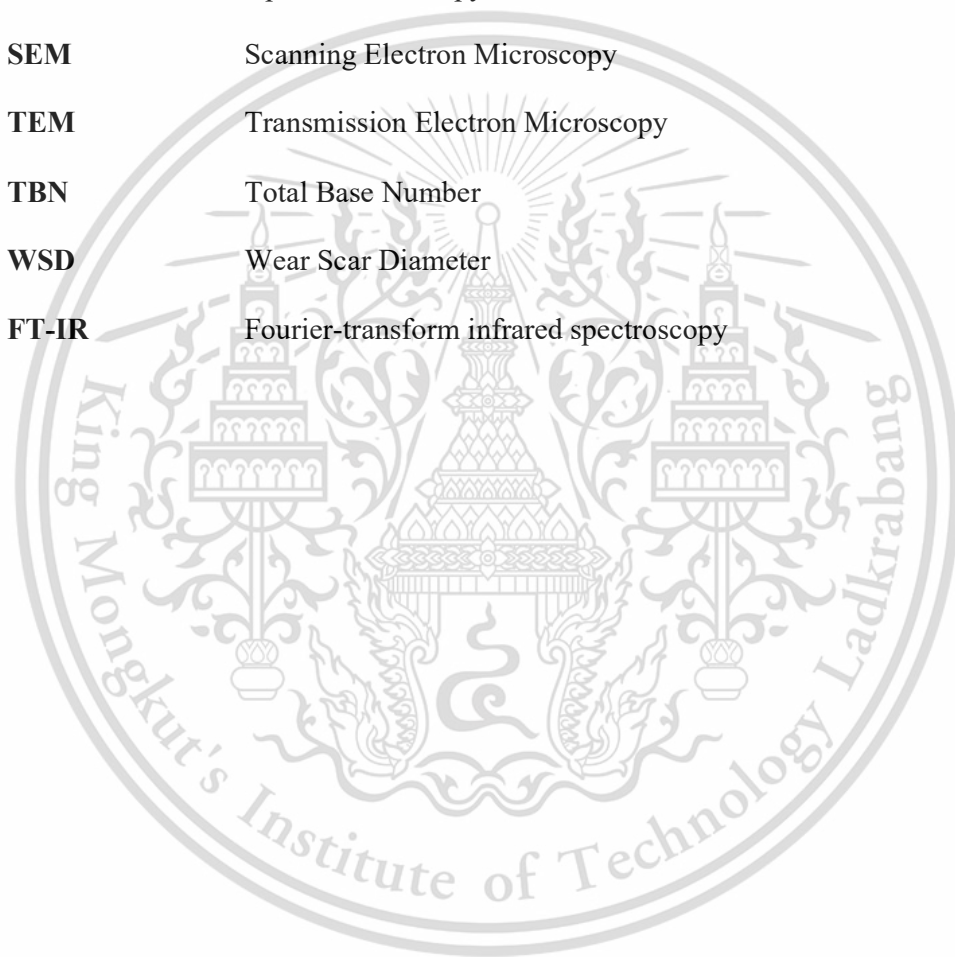 SEM Scanning Electron Microscopy
TEM Transmission Electron Microscopy
TBN Total Base Number
WSD Wear Scar Diameter
FT-IR Fourier-transform infrared spectroscopy
King Mongkut's Institute of Technology Ladkrabang